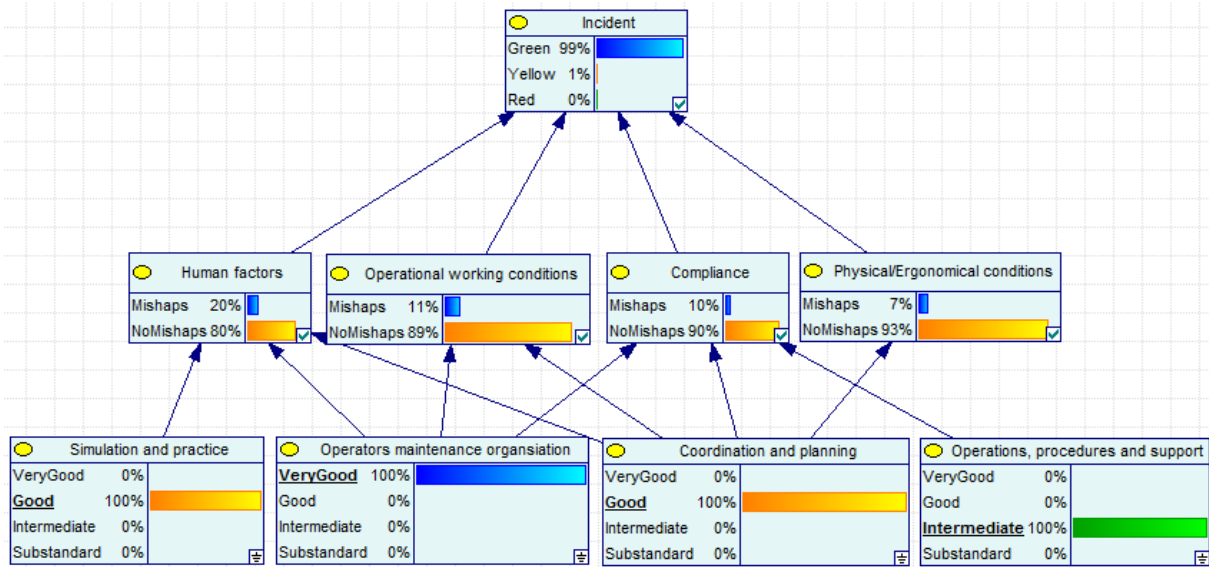 Incident
Green 99%
Yellow 1%
Red 0%
Human factors
Mishaps 20%
NoMishaps 80%
Operational working conditions
Mishaps 11%
NoMishaps 89%
Compliance
Mishaps 10%
NoMishaps 90%
Physical/Ergonomical conditions
Mishaps 7%
NoMishaps 93%
Simulation and practice
VeryGood 0%
Good 100%
Intermediate 0%
Substandard 0%
Operators maintenance organsiation
VeryGood 100%
Good 0%
Intermediate 0%
Substandard 0%
Coordination and planning
VeryGood 0%
Good 100%
Intermediate 0%
Substandard 0%
Operations, procedures and support
VeryGood 0%
Good 0%
Intermediate 100%
Substandard 0%